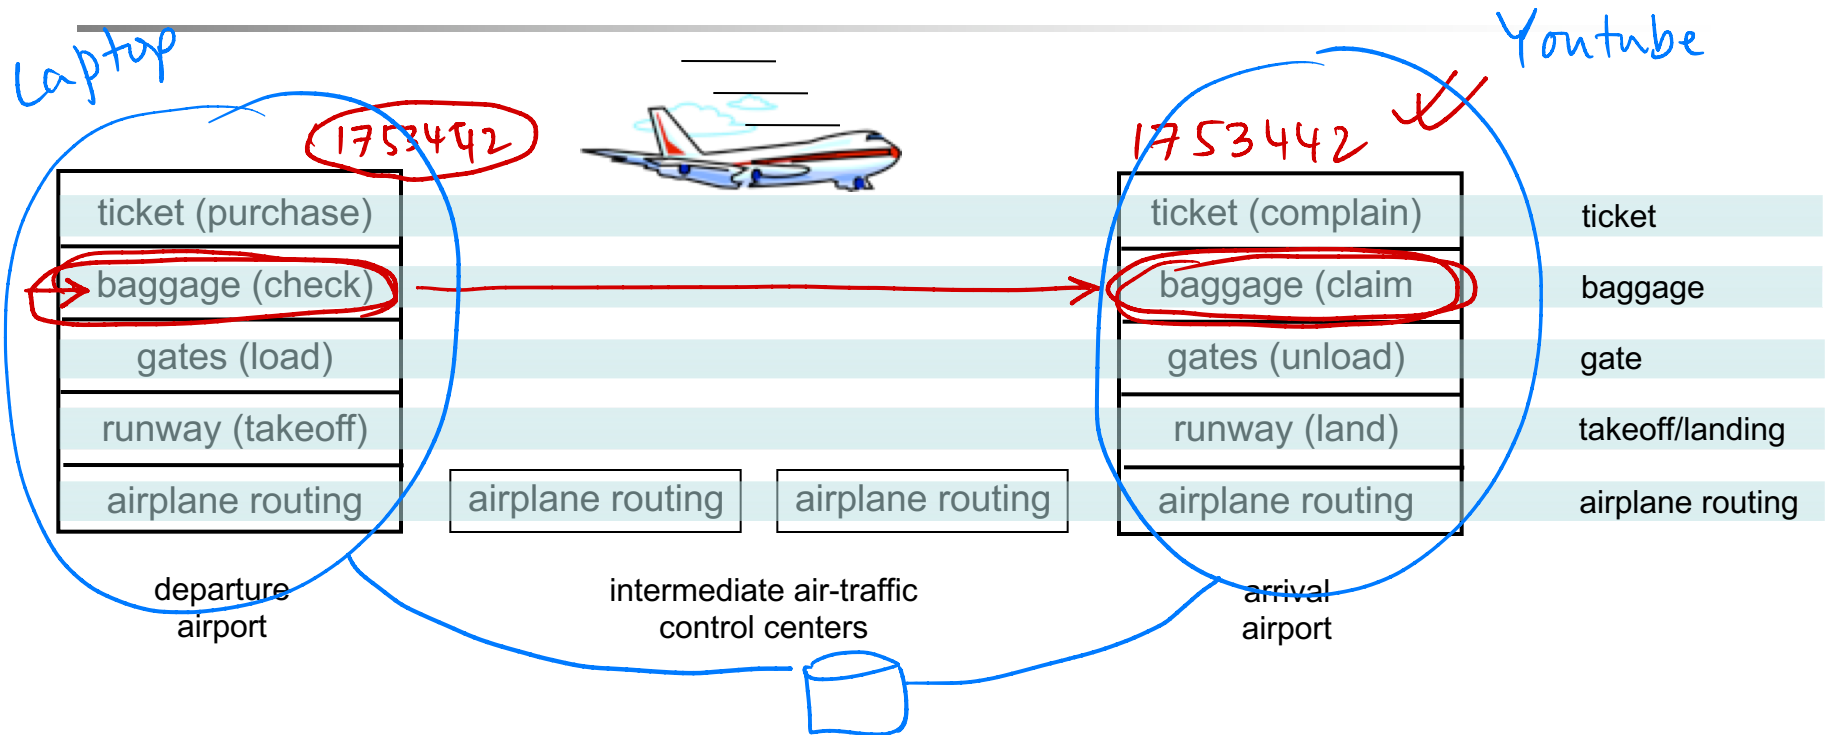 Laptop
Youtube
1753442
1753442
ticket (purchase)
ticket (complain)
ticket
baggage (check)
baggage (claim
baggage
gates (load)
gates (unload)
gate
runway (takeoff)
runway (land)
takeoff/landing
airplane routing
airplane routing
airplane routing
airplane routing
airplane routing
departure
airport
intermediate air-traffic
control centers
arrival
airport